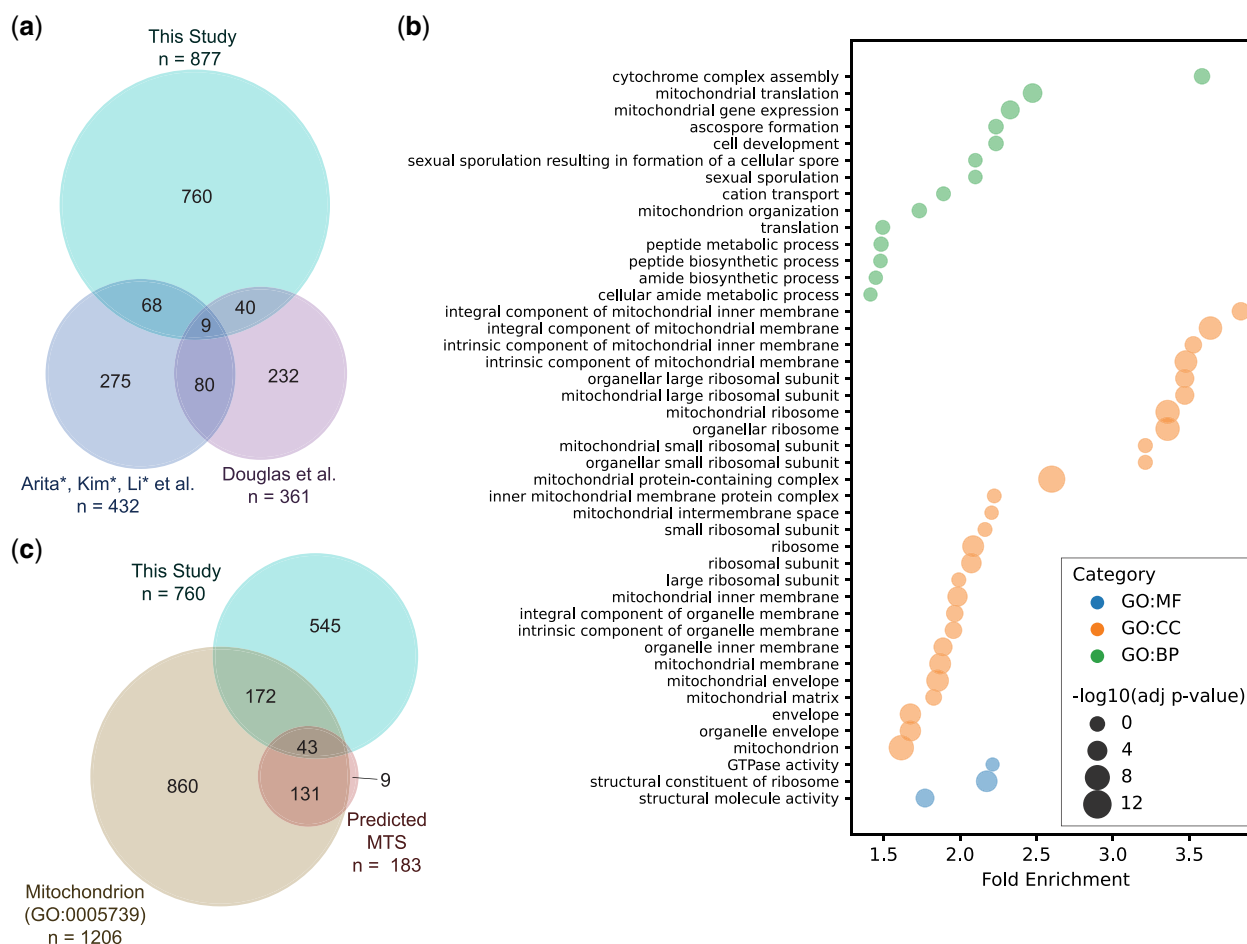 (a)
This Study
n = 877
760
68
40
9
275
80
232
Arita*, Kim*, Li* et al.
n = 432
Douglas et al.
n = 361
(b)
cytochrome complex assembly
mitochondrial translation
mitochondrial gene expression
ascospore formation
cell development
sexual sporulation resulting in formation of a cellular spore
sexual sporulation
cation transport
mitochondrion organization
translation
peptide metabolic process
peptide biosynthetic process
amide biosynthetic process
cellular amide metabolic process
integral component of mitochondrial inner membrane
integral component of mitochondrial membrane
intrinsic component of mitochondrial inner membrane
intrinsic component of mitochondrial membrane
organellar large ribosomal subunit
mitochondrial large ribosomal subunit
mitochondrial ribosome
organellar ribosome
mitochondrial small ribosomal subunit
organellar small ribosomal subunit
mitochondrial protein-containing complex
inner mitochondrial membrane protein complex
mitochondrial intermembrane space
small ribosomal subunit
ribosome
ribosomal subunit
large ribosomal subunit
mitochondrial inner membrane
integral component of organelle membrane
intrinsic component of organelle membrane
organelle inner membrane
mitochondrial membrane
mitochondrial envelope
mitochondrial matrix
envelope
organelle envelope
mitochondrion
GTPase activity
structural constituent of ribosome
structural molecule activity
1.5 2.0 2.5 3.0 3.5
Fold Enrichment
Category
GO:MF
GO:CC
GO:BP
-log10(adj p-value)
0
4
8
12
(c)
This Study
n = 760
545
172
43
9
860
131
Predicted
MTS
n = 183
Mitochondrion
(GO:0005739)
n = 1206